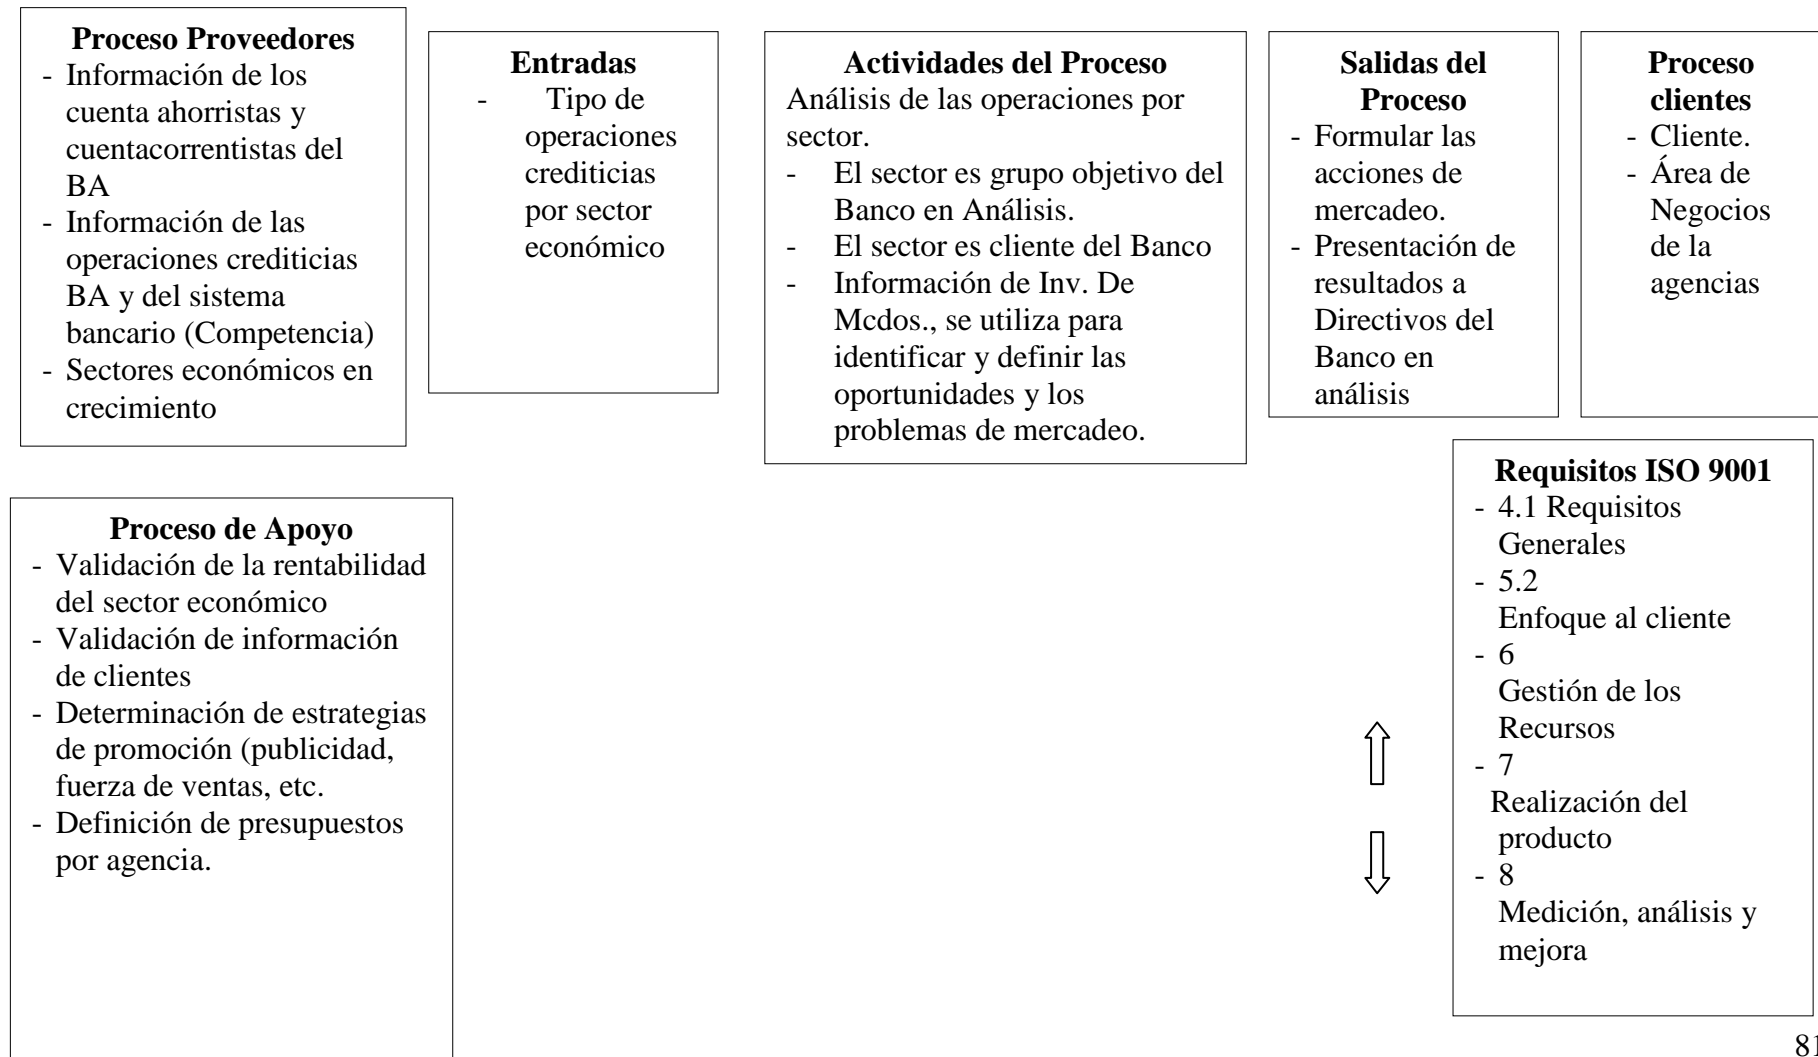 Proceso Proveedores
- Información de los
cuenta ahorristas y
cuentacorrentistas del
BA
- Información de las
operaciones crediticias
BA y del sistema
bancario (Competencia)
- Sectores económicos en
crecimiento
Entradas
- Tipo de
operaciones
crediticias
por sector
económico
Actividades del Proceso
Análisis de las operaciones por
sector.
- El sector es grupo objetivo del
Banco en Análisis.
- El sector es cliente del Banco
- Información de Inv. De
Mcdos., se utiliza para
identificar y definir las
oportunidades y los
problemas de mercadeo.
Salidas del
Proceso
- Formular las
acciones de
mercadeo.
- Presentación de
resultados a
Directivos del
Banco en
análisis
Proceso
clientes
- Cliente.
- Área de
Negocios
de la
agencias
Proceso de Apoyo
- Validación de la rentabilidad
del sector económico
- Validación de información
de clientes
- Determinación de estrategias
de promoción (publicidad,
fuerza de ventas, etc.
- Definición de presupuestos
por agencia.
Requisitos ISO 9001
- 4.1 Requisitos
Generales
- 5.2
Enfoque al cliente
- 6
Gestión de los
Recursos
- 7
Realización del
producto
- 8
Medición, análisis y
mejora
81